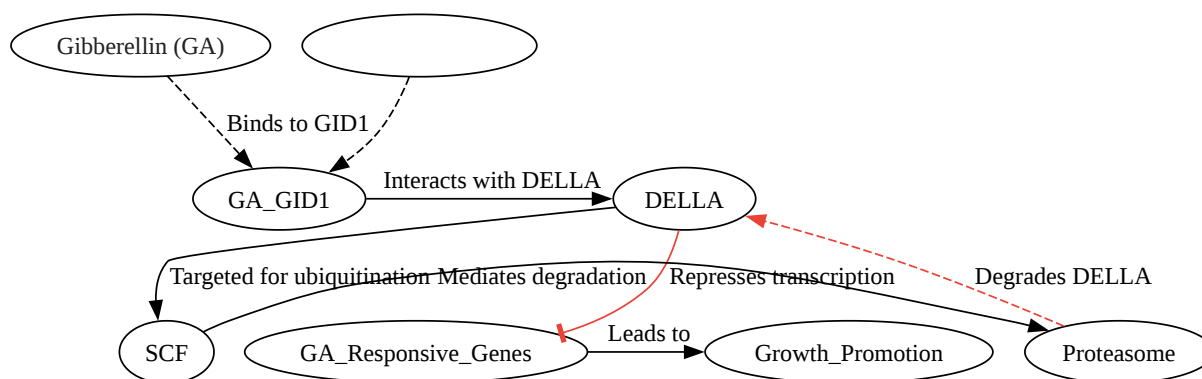 Gibberellin (GA)
Binds to GID1
GA_GID1
Interacts with DELLA
DELLA
Targeted for ubiquitination
Mediates degradation
Represses transcription
Degrades DELLA
SCF
GA_Responsive_Genes
Leads to
Growth_Promotion
Proteasome